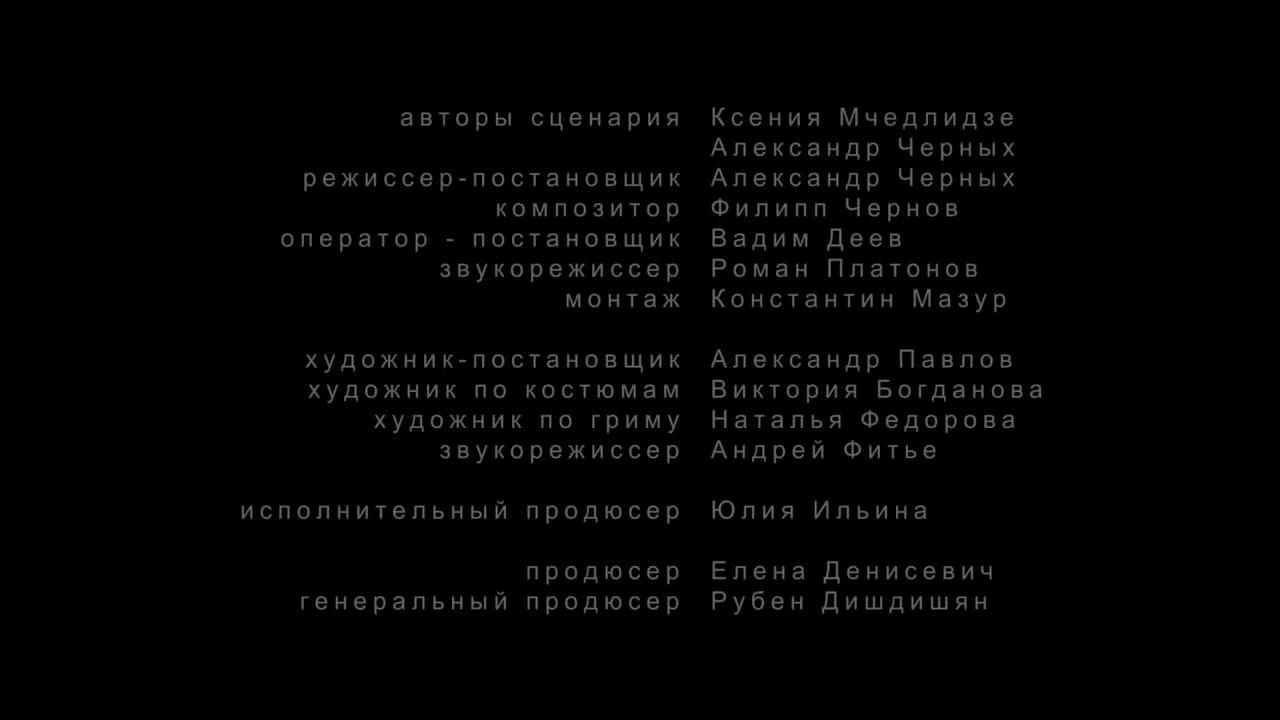 авторы сценария Ксения Мчедлидзе
Александр Черных
режиссер-постановщик Александр Черных
композитор Филипп Чернов
оператор - постановщик Вадим Деев
звукорежиссер Роман Платонов
монтаж Константин Мазур
художник-постановщик Александр Павлов
художник по костюмам Виктория Богданова
художник по гриму Наталья Федорова
звукорежиссер Андрей Фитье
исполнительный продюсер Юлия Ильина
продюсер Елена Денисевич
генеральный продюсер Рубен Дишдишян